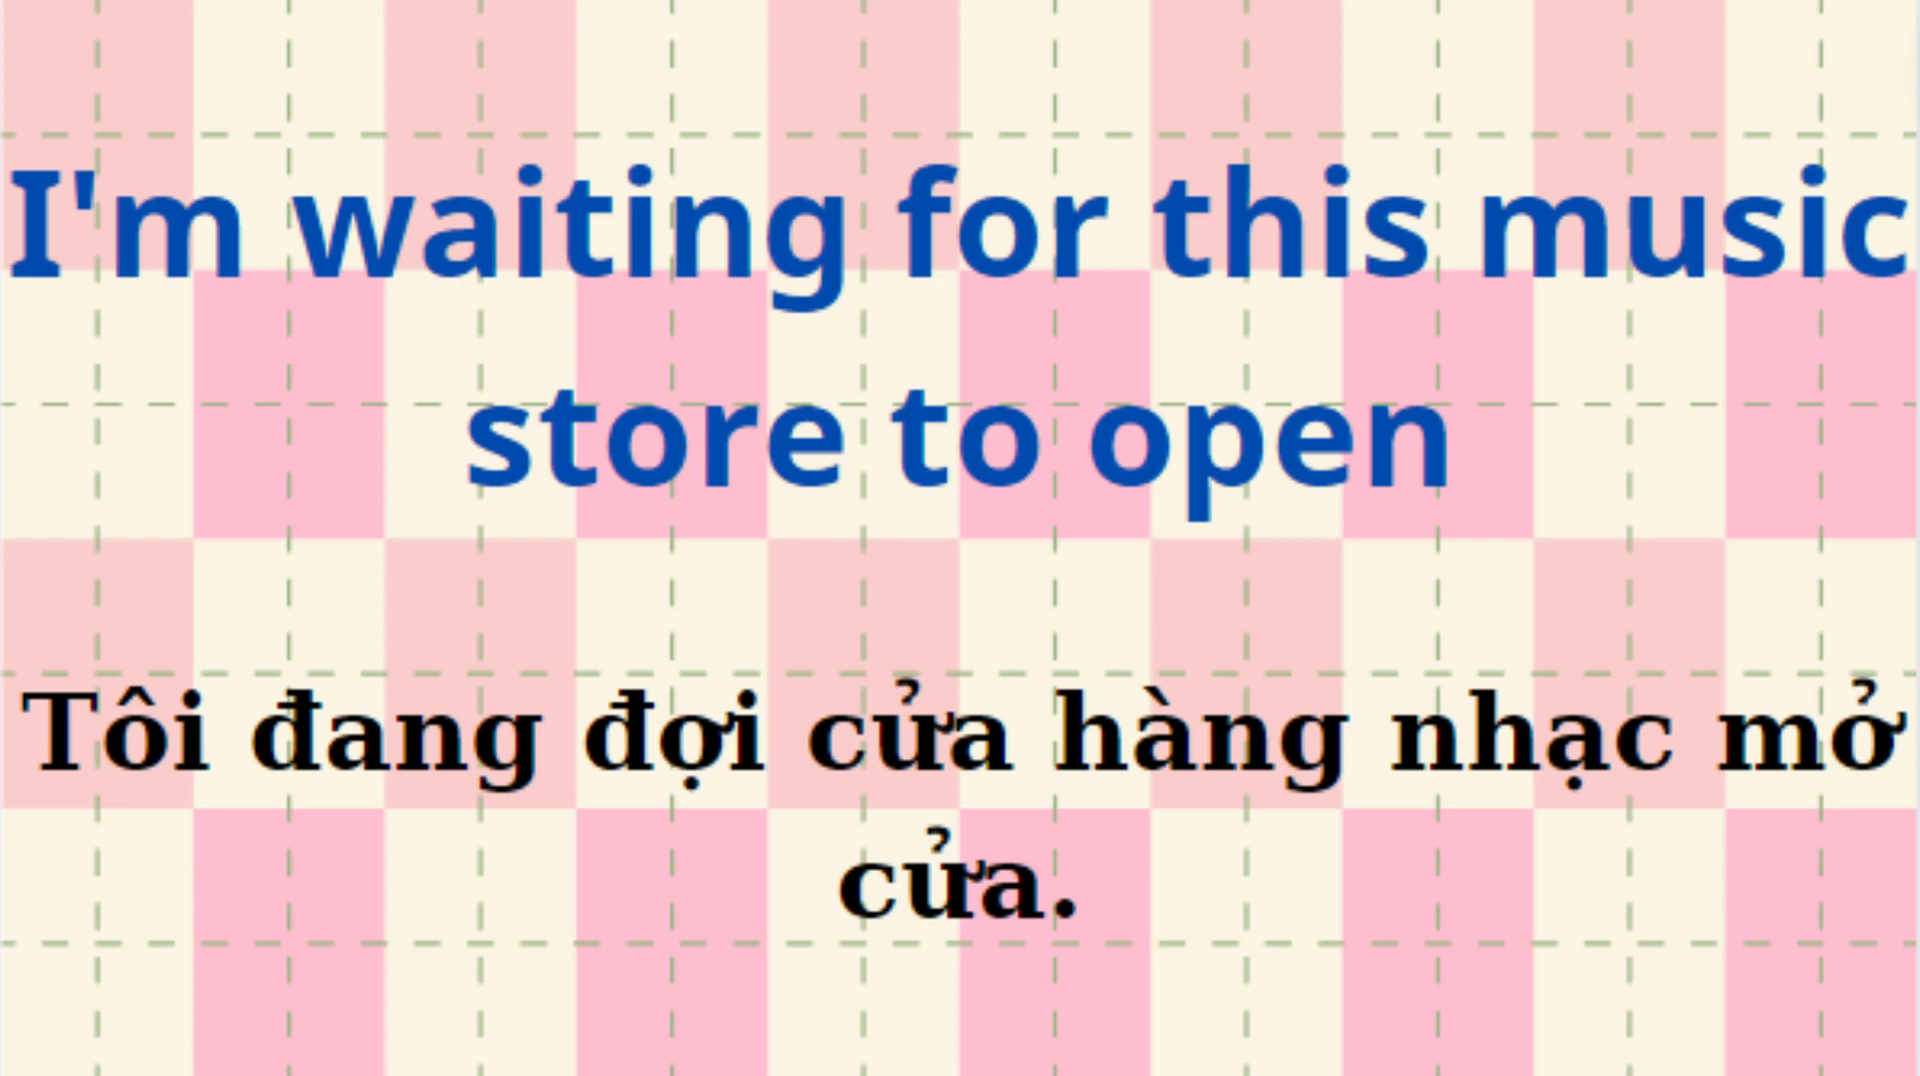 I'm waiting for this music
store to open
Tôi đang đợi cửa hàng nhạc mở
cửa.